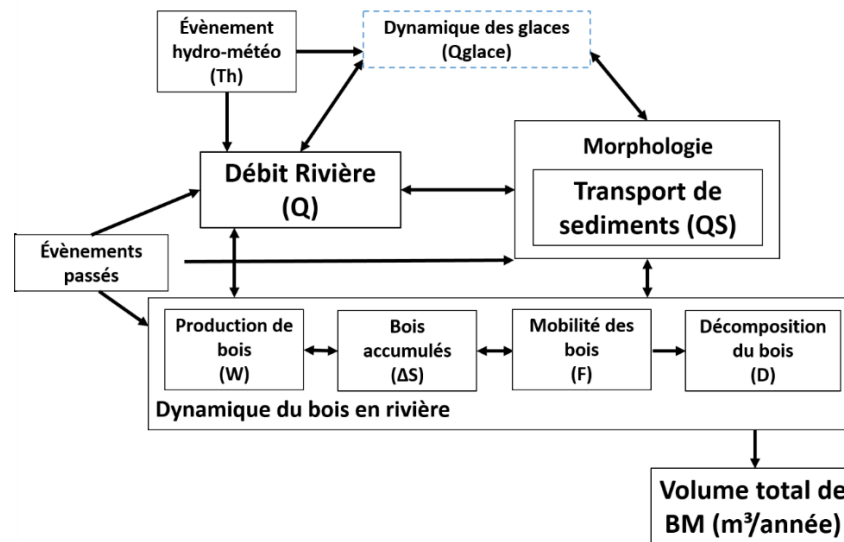 Évènement
hydro-météo
(Th)
Dynamique des glaces
(Qglace)
Débit Rivière
(Q)
Morphologie
Transport de
sediments (QS)
Évènements
passés
Production de
bois
(W)
Bois
accumulés
(ΔS)
Mobilité des
bois
(F)
Décomposition
du bois
(D)
Dynamique du bois en rivière
Volume total de
BM (m³/année)